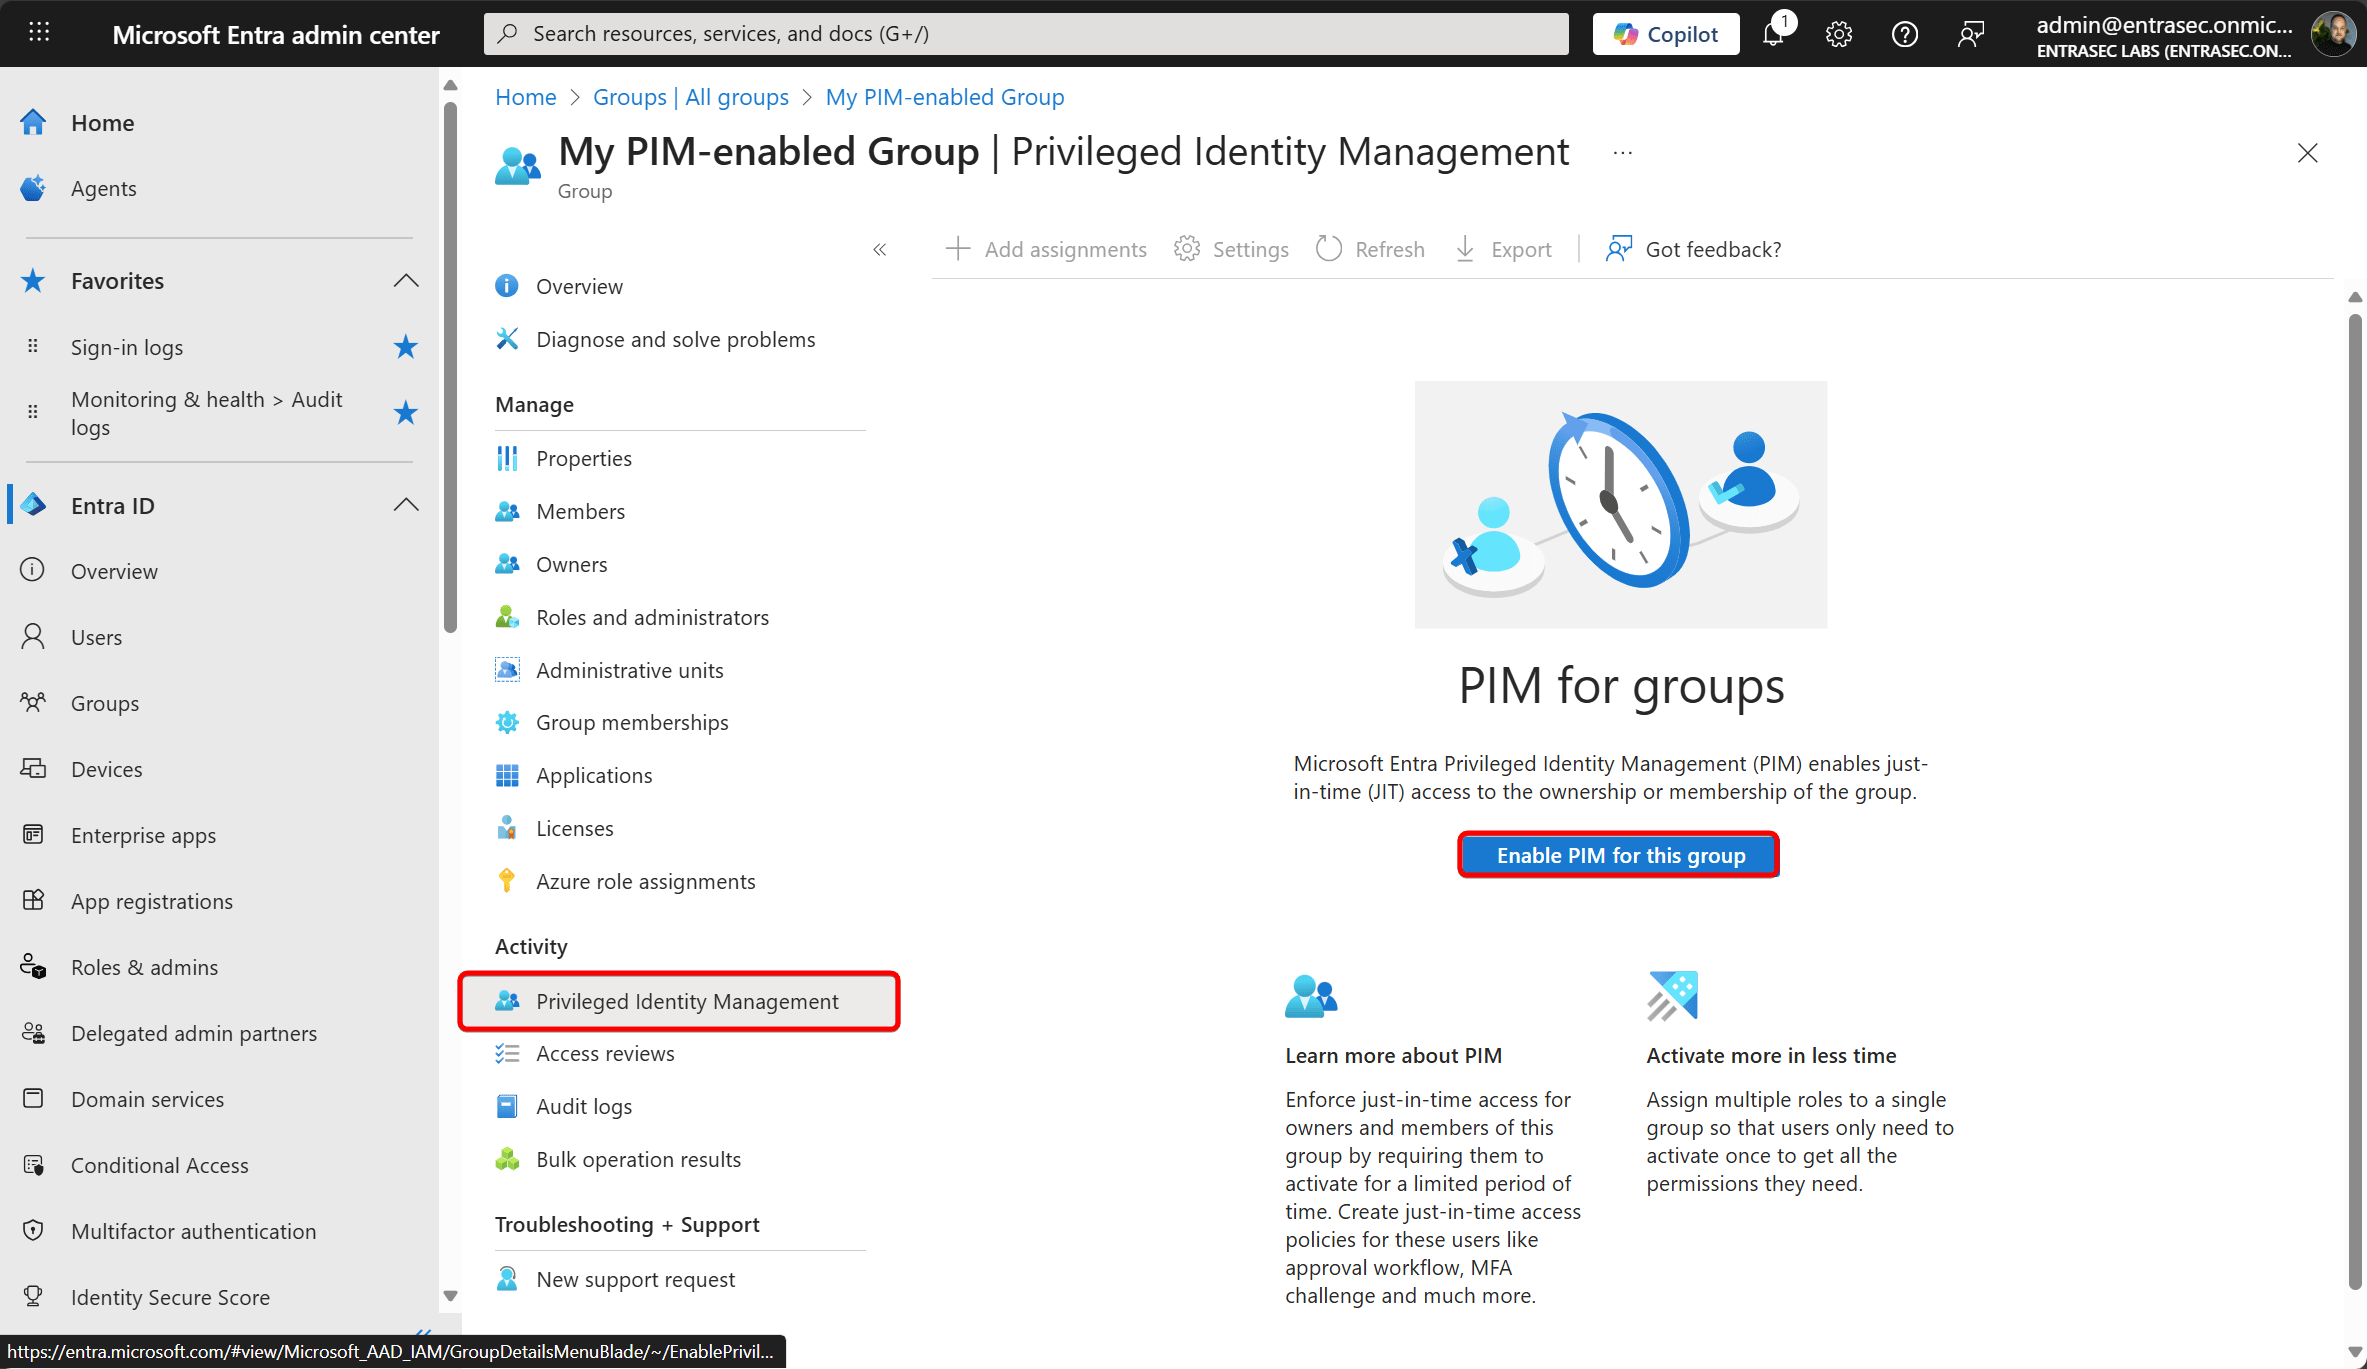 Microsoft Entra admin center
Search resources, services, and docs (G+/)
Copilot
1
admin@entrasec.onmic...
ENTRASEC LABS (ENTRASEC.ON...
Home
Agents
Favorites
Sign-in logs
Monitoring & health > Audit
logs
Entra ID
Overview
Users
Groups
Devices
Enterprise apps
App registrations
Roles & admins
Delegated admin partners
Domain services
Conditional Access
Multifactor authentication
Identity Secure Score
https://entra.microsoft.com/#view/Microsoft_AAD_IAM/GroupDetailsMenuBlade/~/EnablePrivil...
Home > Groups | All groups > My PIM-enabled Group
My PIM-enabled Group | Privileged Identity Management ...
Group
Overview
Diagnose and solve problems
Manage
Properties
Members
Owners
Roles and administrators
Administrative units
Group memberships
Applications
Licenses
Azure role assignments
Activity
Privileged Identity Management
Access reviews
Audit logs
Bulk operation results
Troubleshooting + Support
New support request
Add assignments Settings Refresh Export Got feedback?
PIM for groups
Microsoft Entra Privileged Identity Management (PIM) enables just-
in-time (JIT) access to the ownership or membership of the group.
Enable PIM for this group
Learn more about PIM
Enforce just-in-time access for
owners and members of this
group by requiring them to
activate for a limited period of
time. Create just-in-time access
policies for these users like
approval workflow, MFA
challenge and much more.
Activate more in less time
Assign multiple roles to a single
group so that users only need to
activate once to get all the
permissions they need.